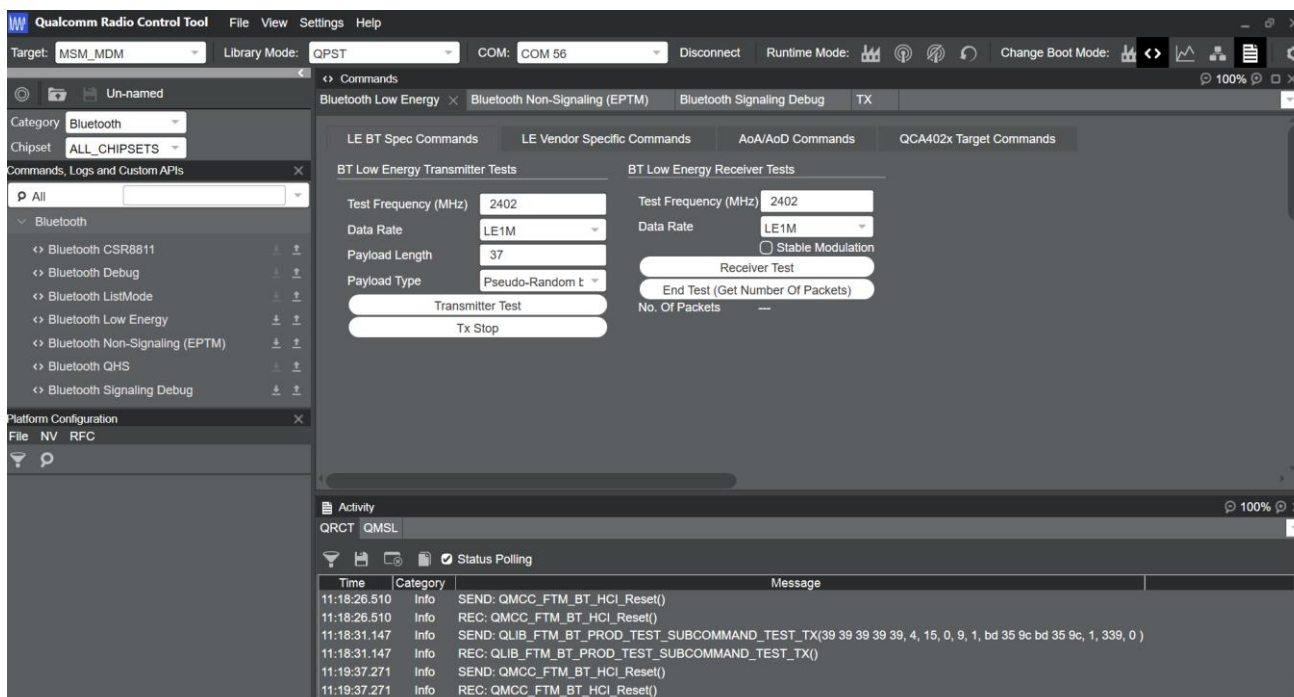 Qualcomm Radio Control Tool File View Settings Help
Target: MSM_MDM Library Mode: QPST COM: COM 56 Disconnect Runtime Mode: Change Boot Mode:
Un-named
Category Bluetooth
Chipset ALL_CHIPSETS
Commands, Logs and Custom APIs
All
Bluetooth
<> Bluetooth CSR8811
<> Bluetooth Debug
<> Bluetooth ListMode
<> Bluetooth Low Energy
<> Bluetooth Non-Signaling (EPTM)
<> Bluetooth QHS
<> Bluetooth Signaling Debug
Platform Configuration
File NV RFC
<> Commands 100%
Bluetooth Low Energy Bluetooth Non-Signaling (EPTM) Bluetooth Signaling Debug TX
LE BT Spec Commands LE Vendor Specific Commands AoA/AoD Commands QCA402x Target Commands
BT Low Energy Transmitter Tests
Test Frequency (MHz) 2402
Data Rate LE1M
Payload Length 37
Payload Type Pseudo-Random b
Transmitter Test
Tx Stop
BT Low Energy Receiver Tests
Test Frequency (MHz) 2402
Data Rate LE1M
Stable Modulation
Receiver Test
End Test (Get Number Of Packets)
No. Of Packets —
Activity 100%
QRCT QMSL
Status Polling
Time Category Message
11:18:26.510 Info SEND: QMCC_FTM_BT_HCI_Reset()
11:18:26.510 Info REC: QMCC_FTM_BT_HCI_Reset()
11:18:31.147 Info SEND: QLIB_FTM_BT_PROD_TEST_SUBCOMMAND_TEST_TX(39 39 39 39 39, 4, 15, 0, 9, 1, bd 35 9c bd 35 9c, 1, 339, 0 )
11:18:31.147 Info REC: QLIB_FTM_BT_PROD_TEST_SUBCOMMAND_TEST_TX()
11:19:37.271 Info SEND: QMCC_FTM_BT_HCI_Reset()
11:19:37.271 Info REC: QMCC_FTM_BT_HCI_Reset()